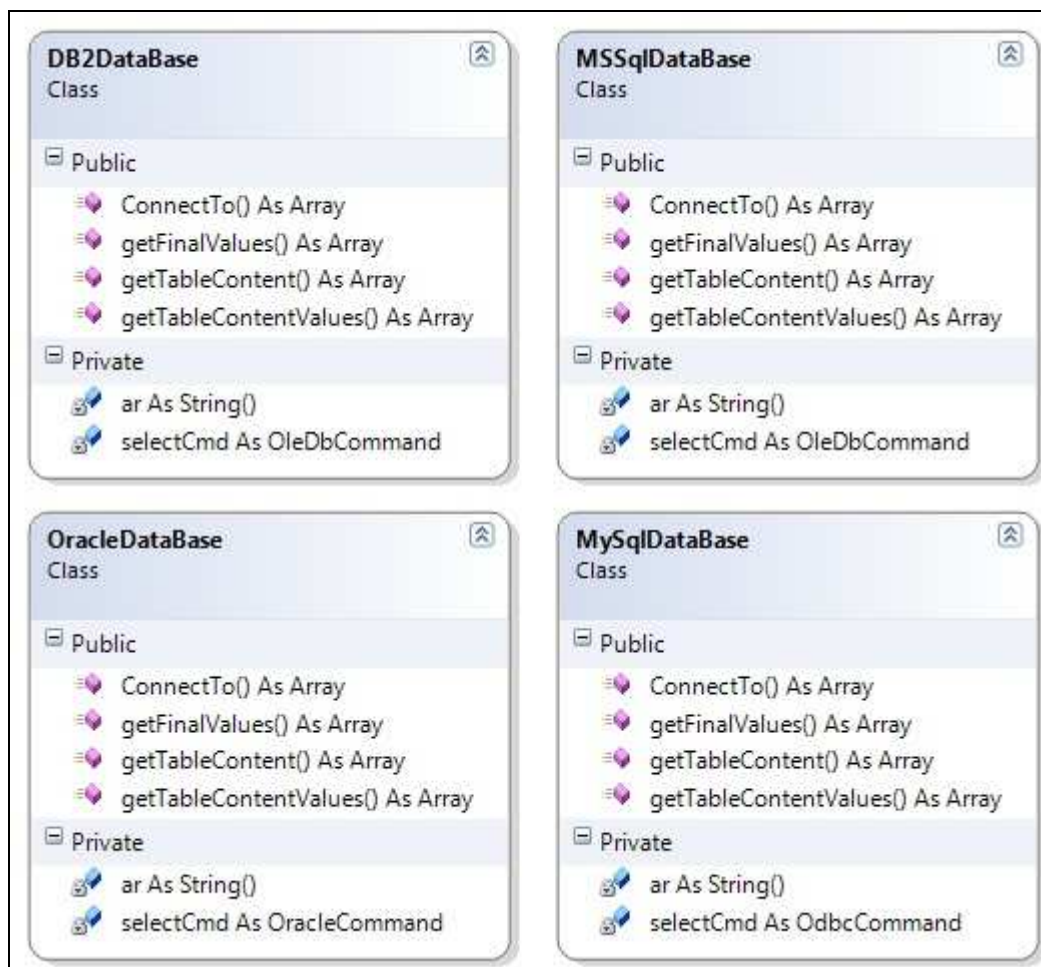 DB2DataBase
Class
Public
ConnectTo() As Array
getFinalValues() As Array
getTableContent() As Array
getTableContentValues() As Array
Private
ar As String()
selectCmd As OleDbCommand
MSSqlDataBase
Class
Public
ConnectTo() As Array
getFinalValues() As Array
getTableContent() As Array
getTableContentValues() As Array
Private
ar As String()
selectCmd As OleDbCommand
OracleDataBase
Class
Public
ConnectTo() As Array
getFinalValues() As Array
getTableContent() As Array
getTableContentValues() As Array
Private
ar As String()
selectCmd As OracleCommand
MySqlDataBase
Class
Public
ConnectTo() As Array
getFinalValues() As Array
getTableContent() As Array
getTableContentValues() As Array
Private
ar As String()
selectCmd As OdbcCommand